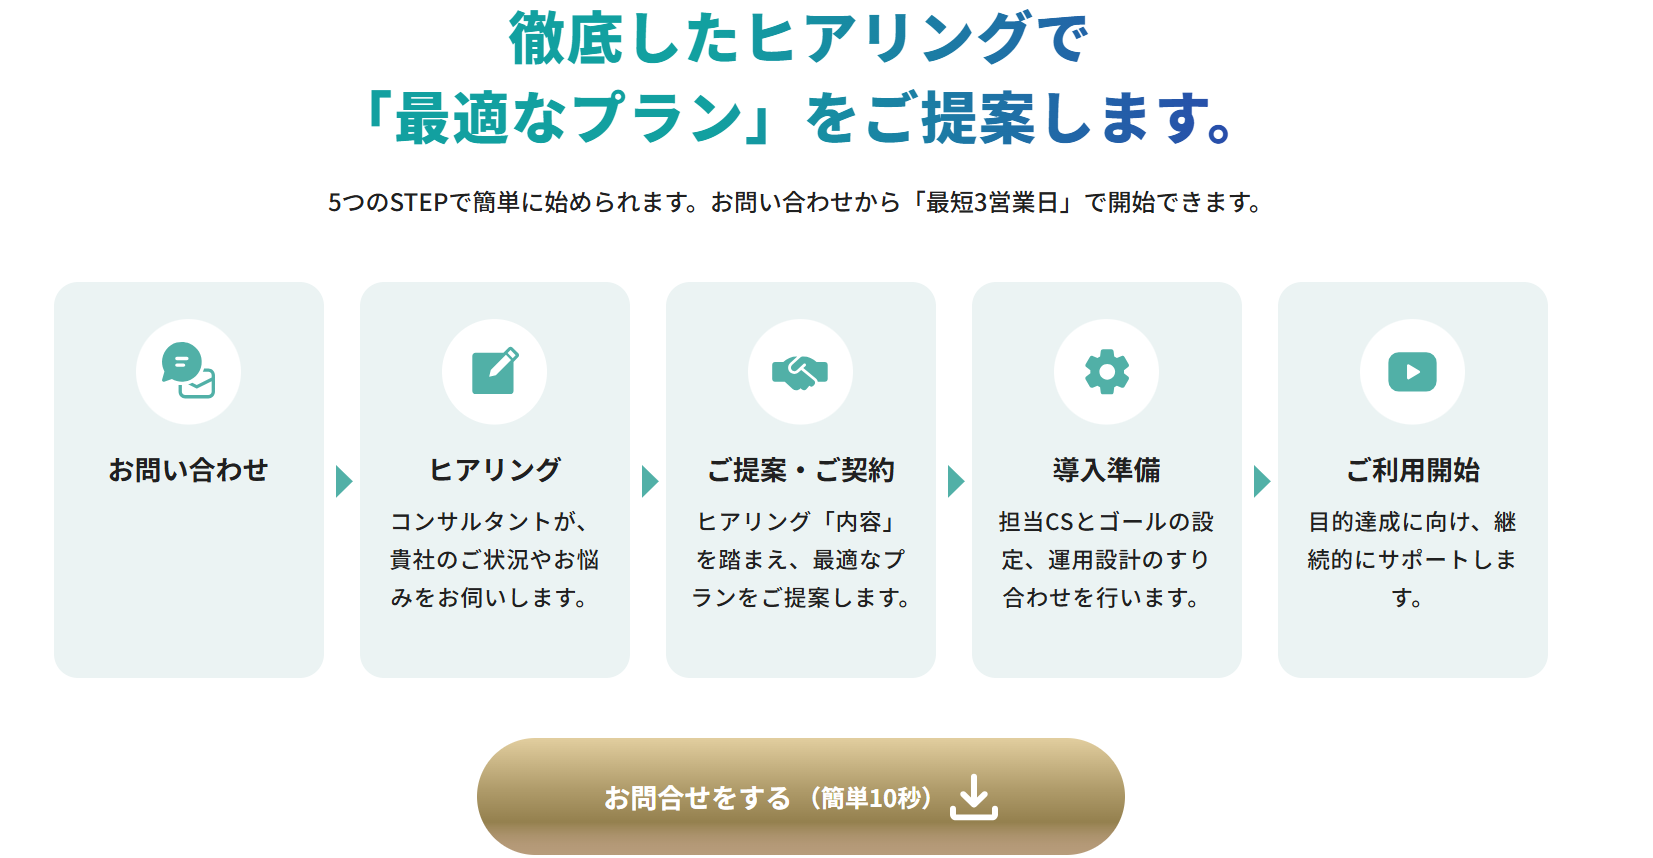 徹底したヒアリングで
「最適なプラン」をご提案します。
5つのSTEPで簡単に始められます。お問い合わせから「最短3営業日」で開始できます。
お問い合わせ
ヒアリング
コンサルタントが、
貴社のご状況やお悩
みをお伺いします。
ご提案・ご契約
ヒアリング「内容」
を踏まえ、最適なプ
ランをご提案します。
導入準備
担当CSとゴールの設
定、運用設計のすり
合わせを行います。
ご利用開始
目的達成に向け、継
続的にサポートしま
す。
お問合せをする（簡単10秒）